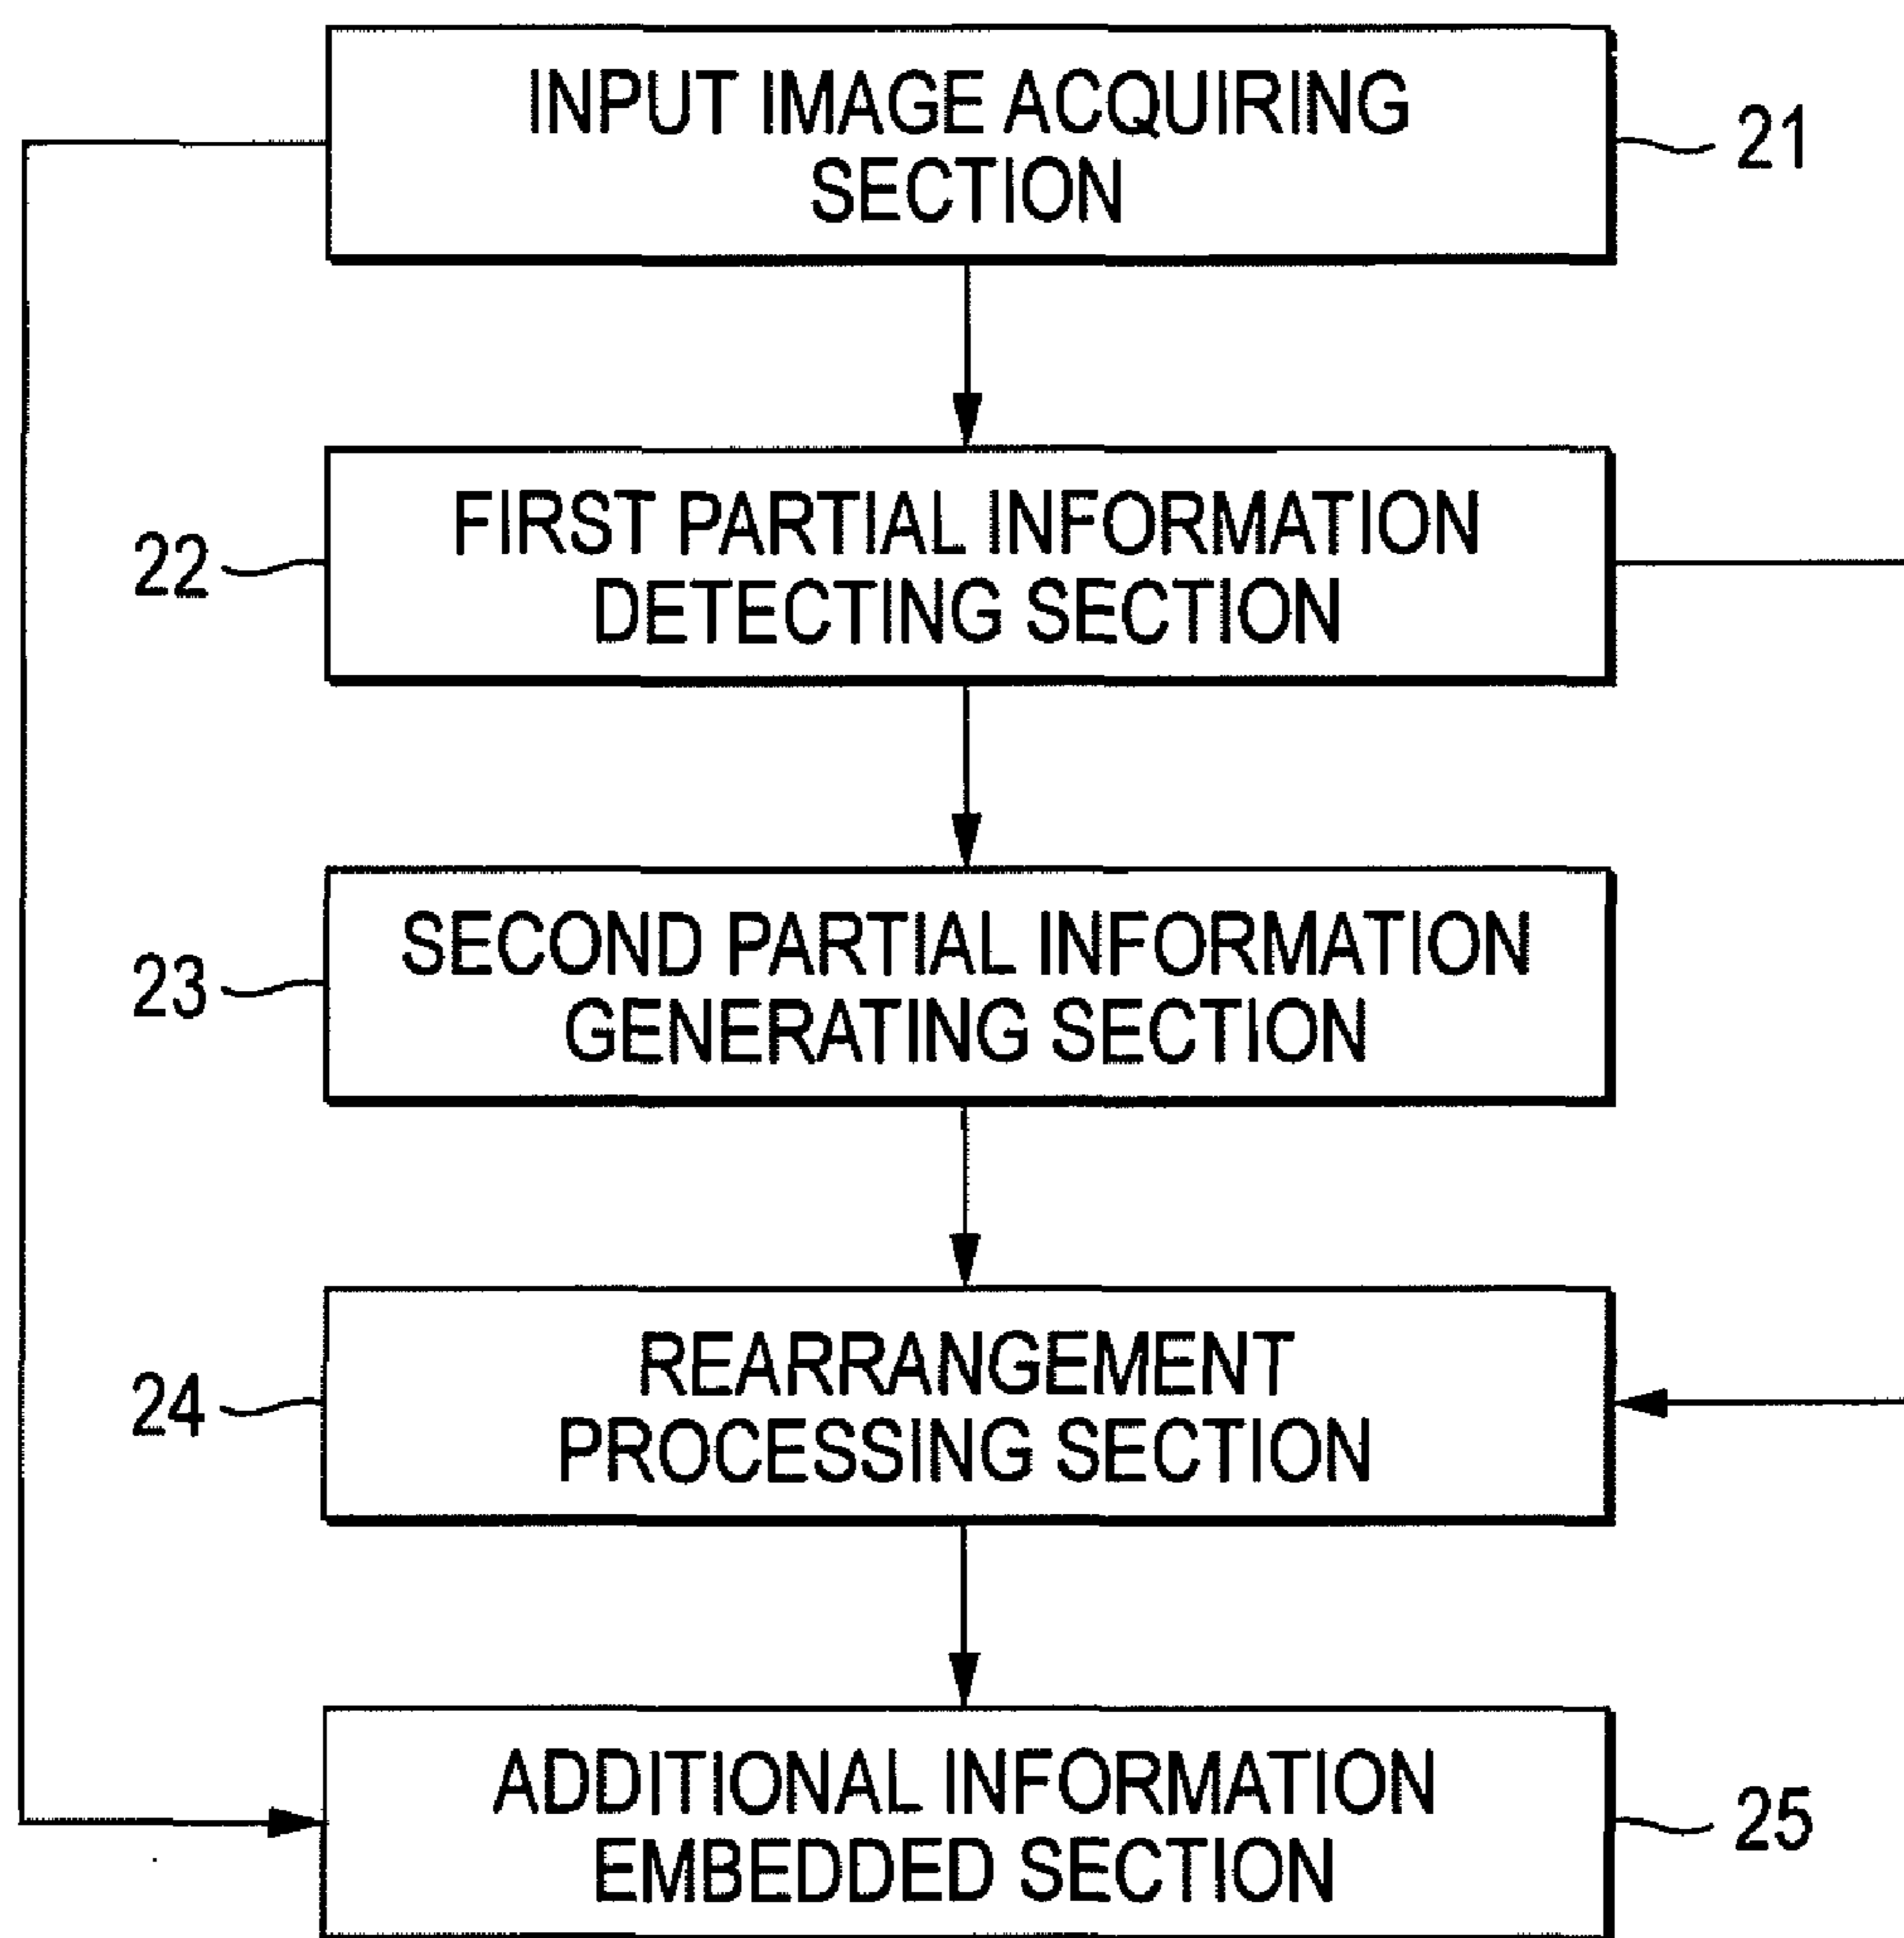 INPUT IMAGE ACQUIRING
SECTION
21
FIRST PARTIAL INFORMATION
DETECTING SECTION
22
SECOND PARTIAL INFORMATION
GENERATING SECTION
23
REARRANGEMENT
PROCESSING SECTION
24
ADDITIONAL INFORMATION
EMBEDDED SECTION
25